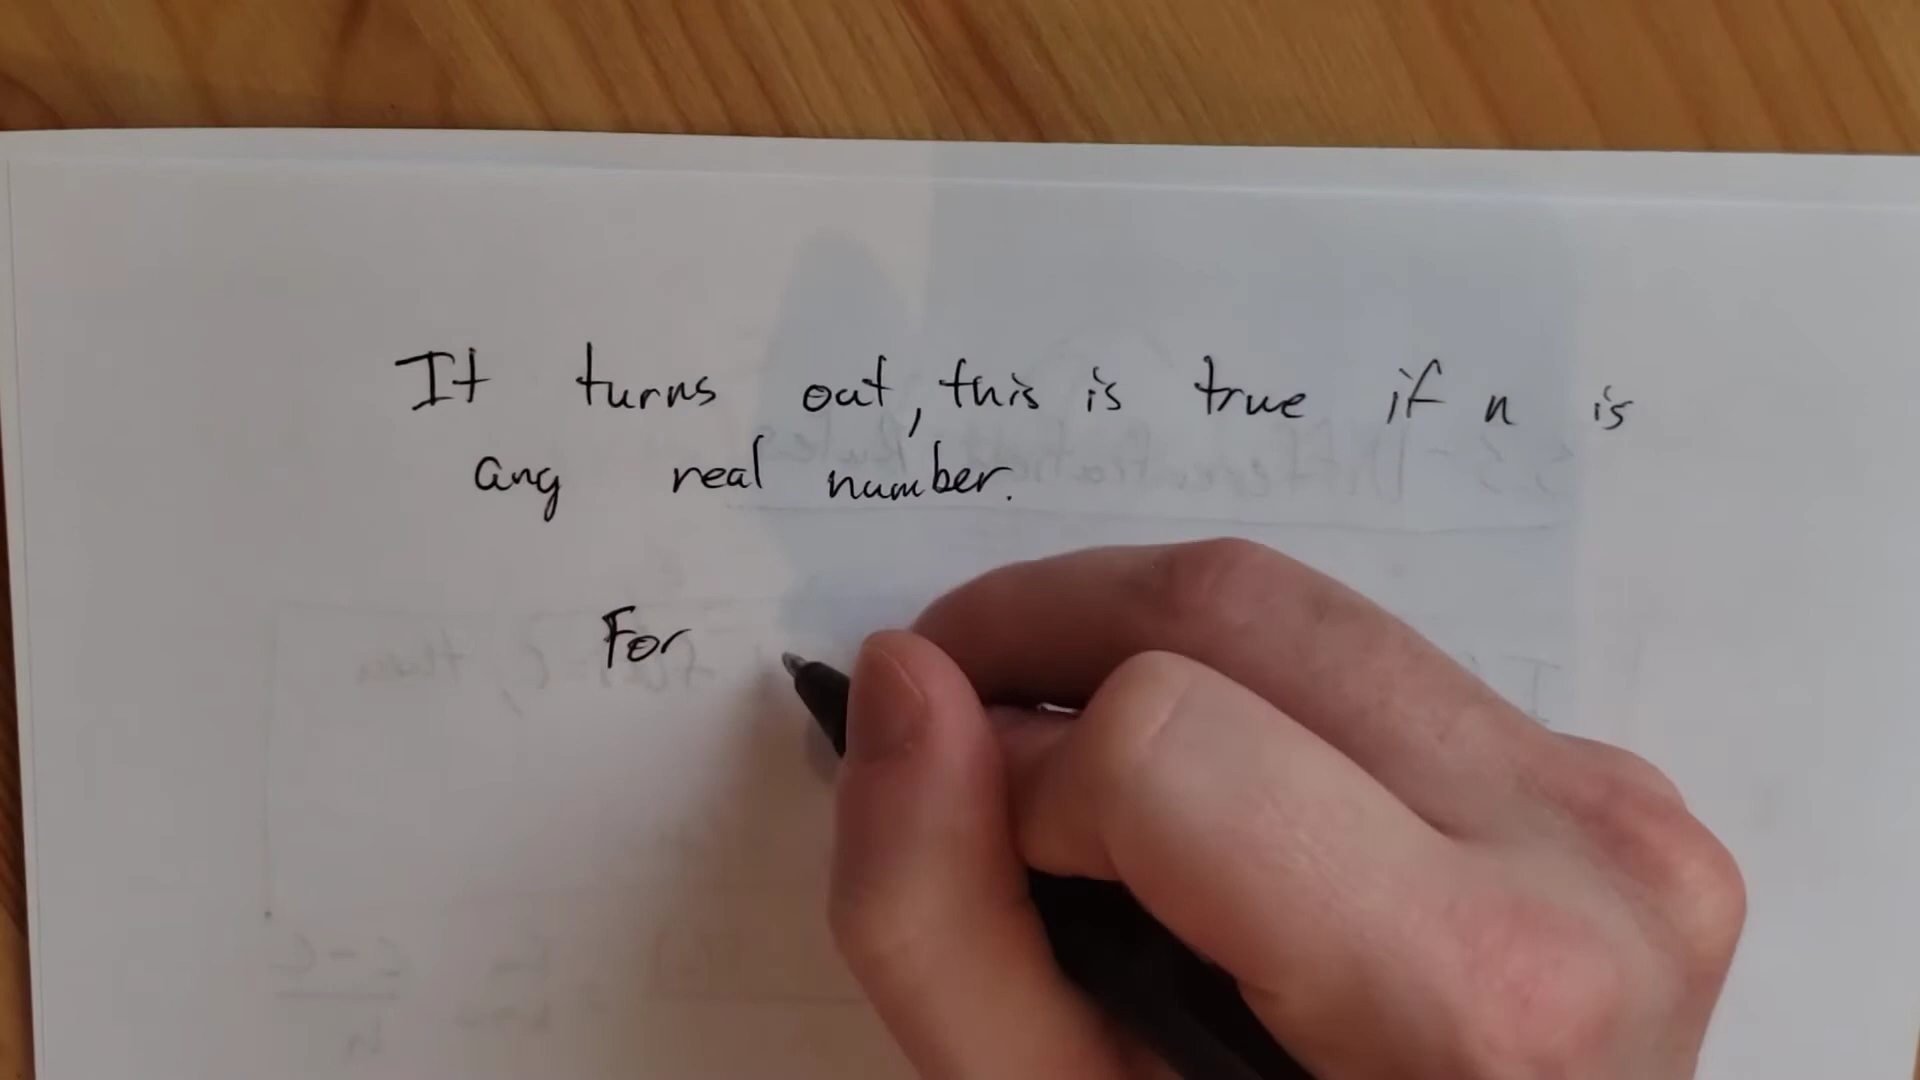 It turns out, this is true if n is
any real number.
For